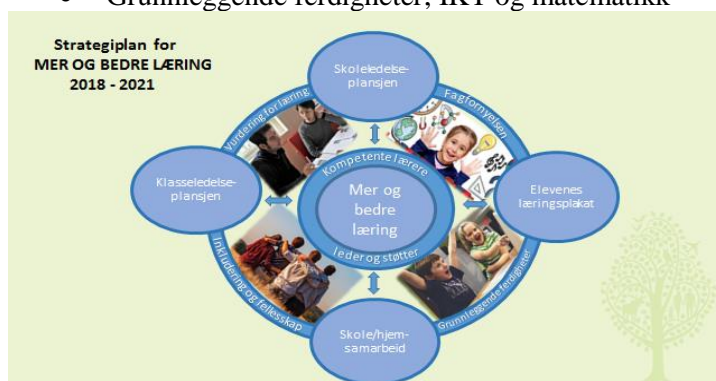 Grunnleggende ferdigheter, IKT og matematikk
Strategiplan for
MER OG BEDRE LÆRING
2018 - 2021
Skoleledelse-
plansjen
Vurdering for læring
Fagfornyelsen
Kompetente lærere
Klasseledelse-
plansjen
Mer og
bedre
læring
Elevenes
læringsplakat
leder og støtter
Inkludering og fellesskap
Grunnleggende ferdigheter
Skole/hjem-
samarbeid